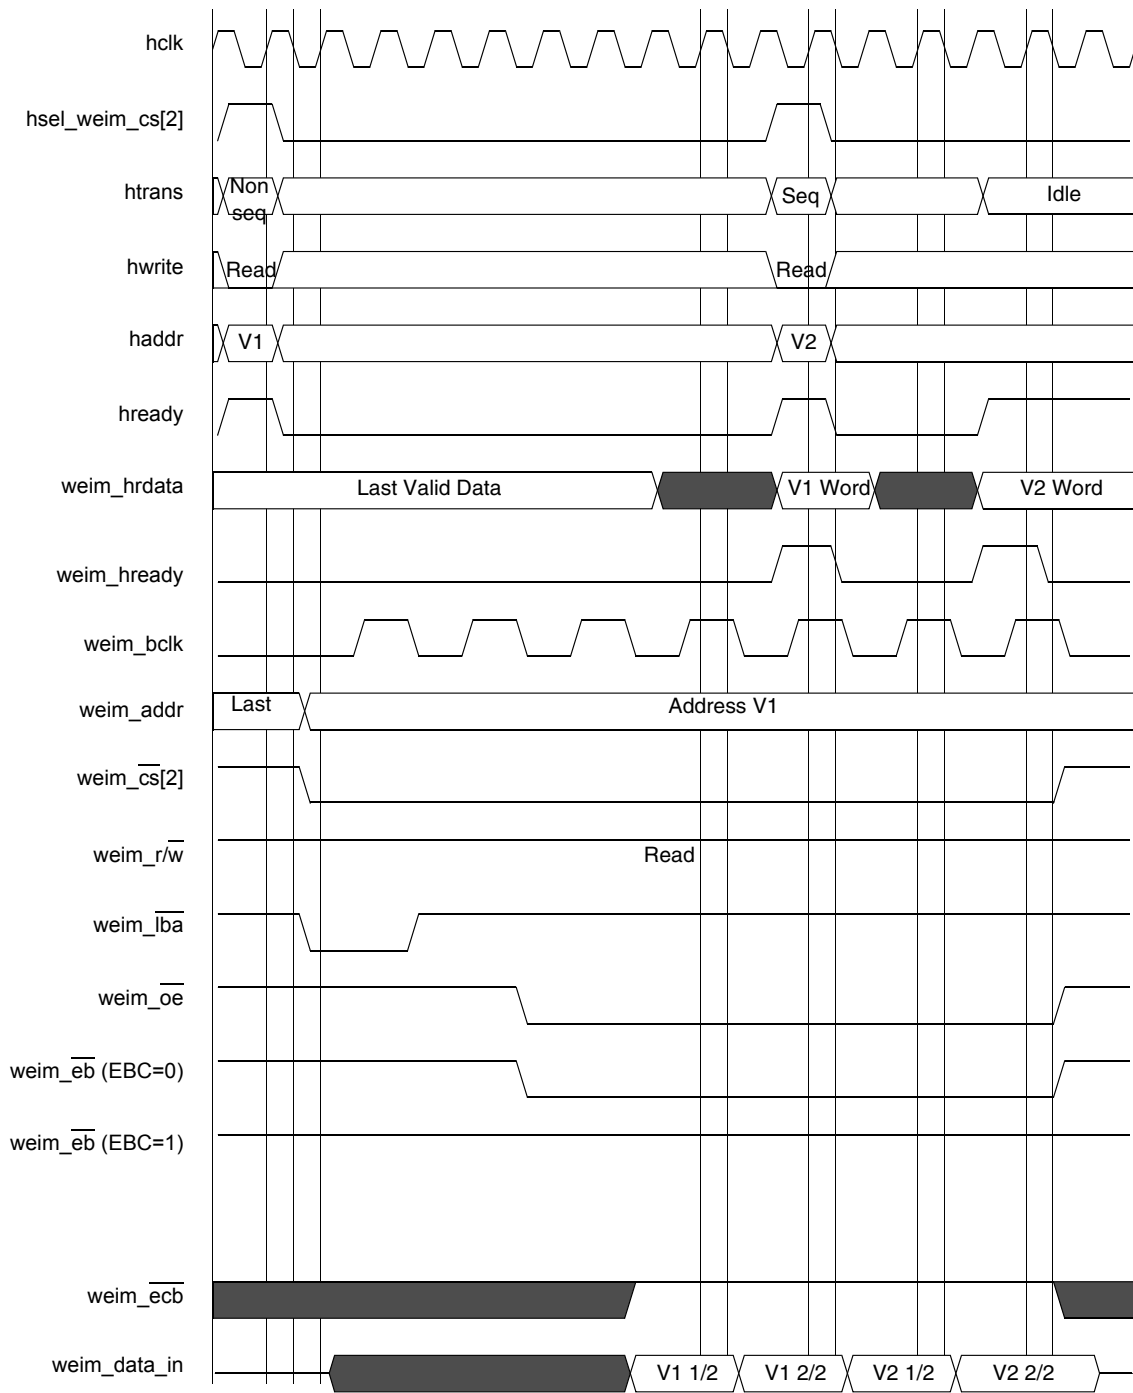 hclk
hsel_weim_cs[2]
htrans Non seq Seq Idle
hwrite Read Read
haddr V1 V2
hready
weim_hrdata Last Valid Data V1 Word V2 Word
weim_hready
weim_bclk
weim_addr Last Address V1
weim_cs[2]
weim_r/w Read
weim_lba
weim_oe
weim_eb (EBC=0)
weim_eb (EBC=1)
weim_ecb
weim_data_in V1 1/2 V1 2/2 V2 1/2 V2 2/2